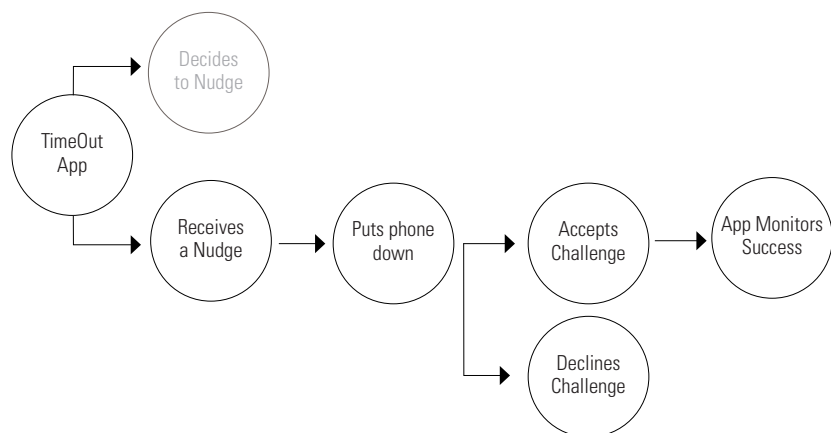 Decides
to Nudge
TimeOut
App
Receives
a Nudge
Puts phone
down
Accepts
Challenge
App Monitors
Success
Declines
Challenge